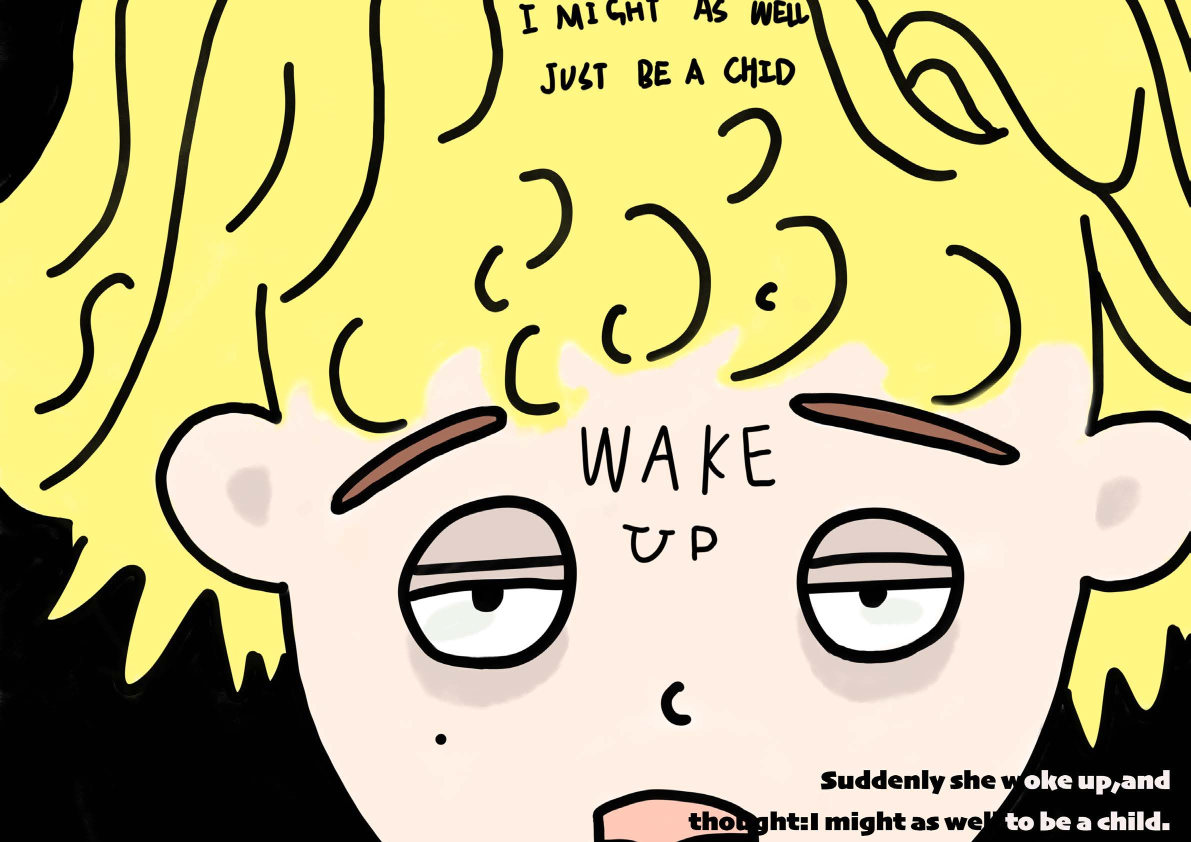 I MIGHT AS WELL
JUST BE A CHID
WAKE
UP
Suddenly she woke up,and
thought:I might as well to be a child.